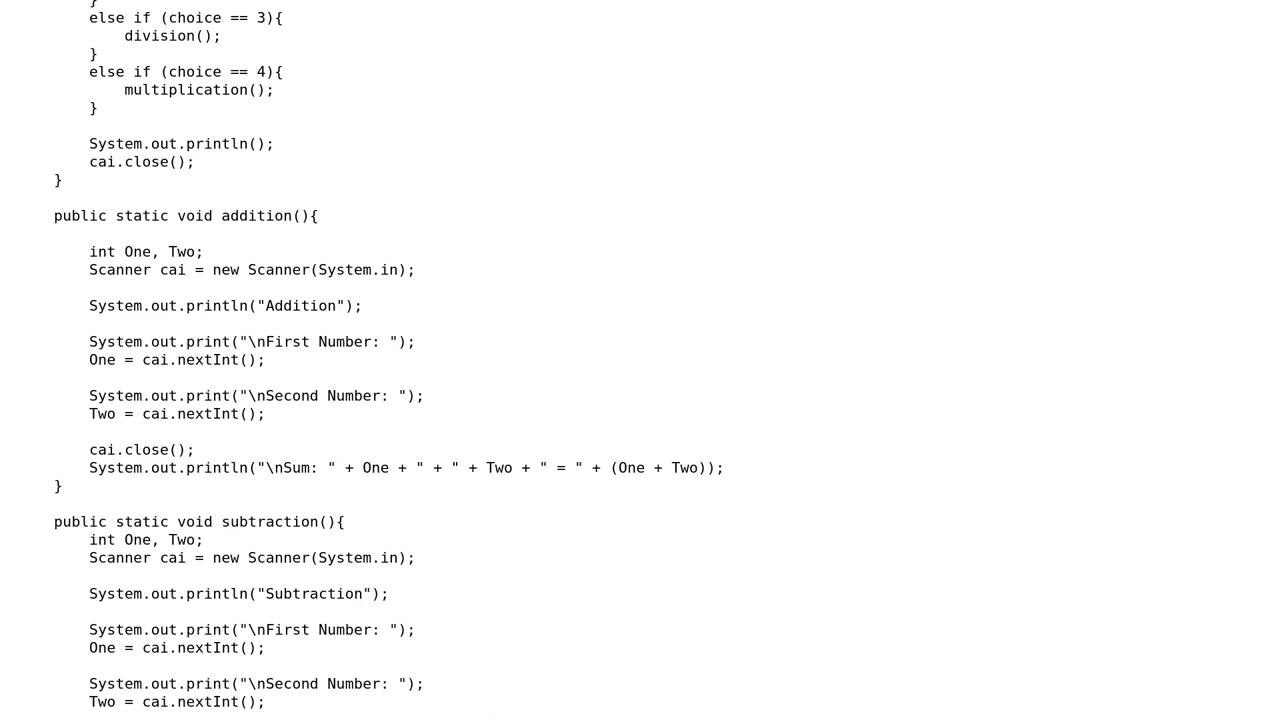 }
else if (choice == 3){
division();
}
else if (choice == 4){
multiplication();
}
System.out.println();
cai.close();
}
public static void addition(){
int One, Two;
Scanner cai = new Scanner(System.in);
System.out.println("Addition");
System.out.print("\nFirst Number: ");
One = cai.nextInt();
System.out.print("\nSecond Number: ");
Two = cai.nextInt();
cai.close();
System.out.println("\nSum: " + One + " + " + Two + " = " + (One + Two));
}
public static void subtraction(){
int One, Two;
Scanner cai = new Scanner(System.in);
System.out.println("Subtraction");
System.out.print("\nFirst Number: ");
One = cai.nextInt();
System.out.print("\nSecond Number: ");
Two = cai.nextInt();